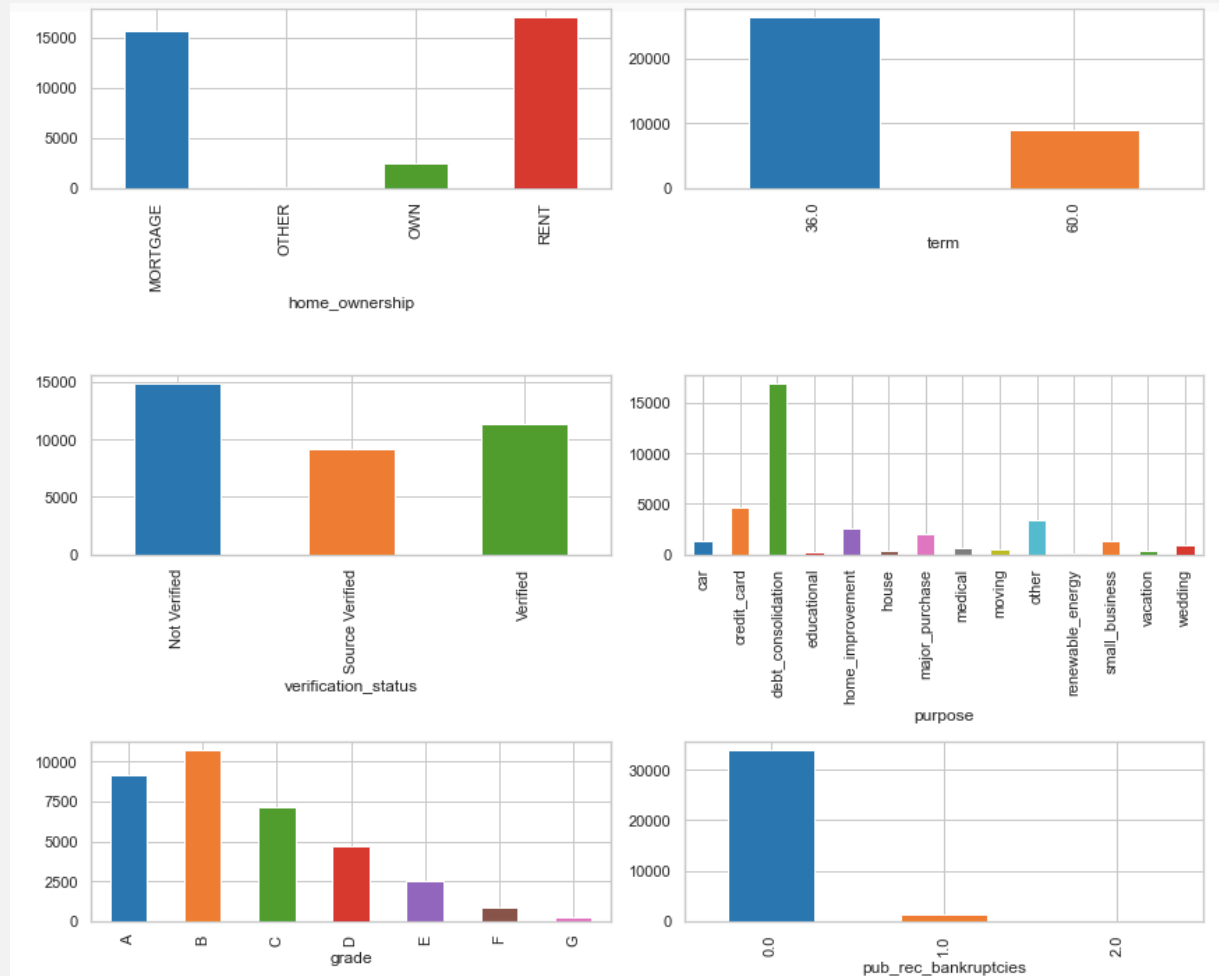 15000
10000
5000
0
MORTGAGE
OTHER
OWN
RENT
home_ownership
20000
10000
0
36.0
60.0
term
15000
10000
5000
0
Not Verified
Source Verified
Verified
verification_status
15000
10000
5000
0
car
credit_card
debt_consolidation
educational
home_improvement
house
major_purchase
medical
moving
other
renewable_energy
small_business
vacation
wedding
purpose
10000
7500
5000
2500
0
A
B
C
D
E
F
G
grade
30000
20000
10000
0
0.0
1.0
2.0
pub_rec_bankruptcies